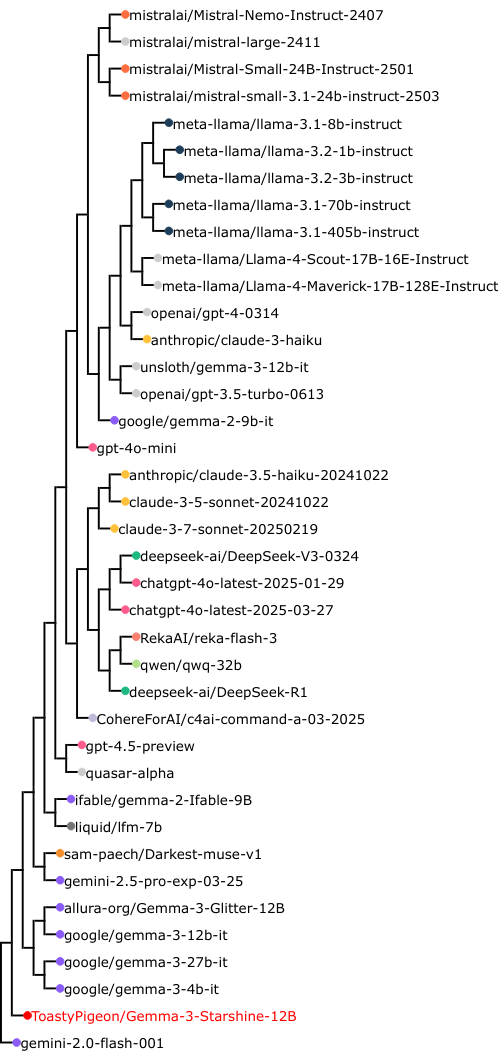 mistralai/Mistral-Nemo-Instruct-2407
mistralai/mistral-large-2411
mistralai/Mistral-Small-24B-Instruct-2501
mistralai/mistral-small-3.1-24b-instruct-2503
meta-llama/llama-3.1-8b-instruct
meta-llama/llama-3.2-1b-instruct
meta-llama/llama-3.2-3b-instruct
meta-llama/llama-3.1-70b-instruct
meta-llama/llama-3.1-405b-instruct
meta-llama/Llama-4-Scout-17B-16E-Instruct
meta-llama/Llama-4-Maverick-17B-128E-Instruct
openai/gpt-4-0314
anthropic/claude-3-haiku
unsloth/gemma-3-12b-it
openai/gpt-3.5-turbo-0613
google/gemma-2-9b-it
gpt-4o-mini
anthropic/claude-3.5-haiku-20241022
claude-3-5-sonnet-20241022
claude-3-7-sonnet-20250219
deepseek-ai/DeepSeek-V3-0324
chatgpt-4o-latest-2025-01-29
chatgpt-4o-latest-2025-03-27
RekaAI/reka-flash-3
qwen/qwq-32b
deepseek-ai/DeepSeek-R1
CohereForAI/c4ai-command-a-03-2025
gpt-4.5-preview
quasar-alpha
ifable/gemma-2-Ifable-9B
liquid/lfm-7b
sam-paech/Darkest-muse-v1
gemini-2.5-pro-exp-03-25
allura-org/Gemma-3-Glitter-12B
google/gemma-3-12b-it
google/gemma-3-27b-it
google/gemma-3-4b-it
ToastyPigeon/Gemma-3-Starshine-12B
gemini-2.0-flash-001